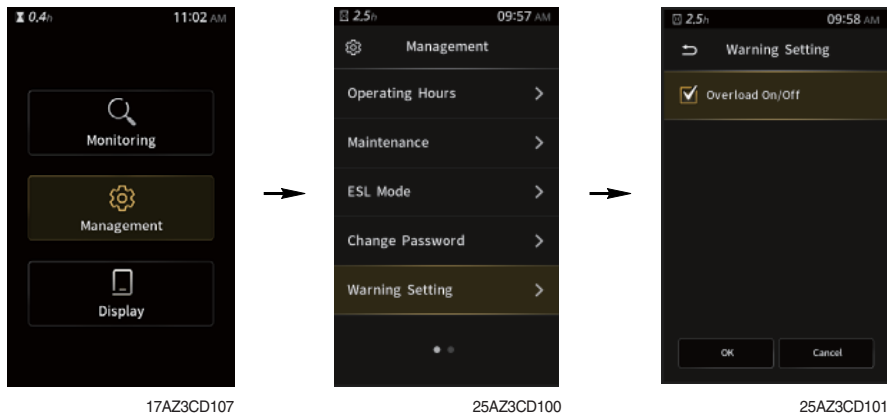 0.4h 11:02 AM
Monitoring
Management
Display
17AZ3CD107
2.5h 09:57 AM
Management
Operating Hours
Maintenance
ESL Mode
Change Password
Warning Setting
25AZ3CD100
2.5h 09:58 AM
Warning Setting
Overload On/Off
OK Cancel
25AZ3CD101